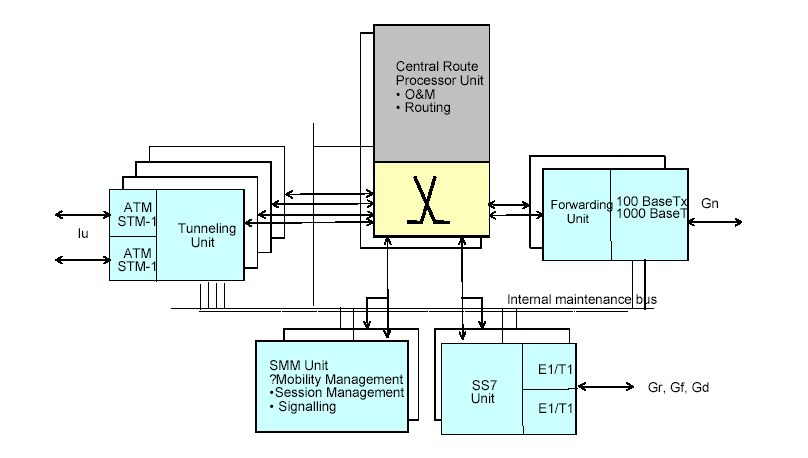 Central Route
Processor Unit
• O&M
• Routing
ATM
STM-1
ATM
STM-1
Tunneling
Unit
Iu
Forwarding
Unit
100 BaseTx
1000 BaseT
Gn
Internal maintenance bus
SMM Unit
?Mobility Management
•Session Management
• Signalling
SS7
Unit
E1/T1
E1/T1
Gr, Gf, Gd